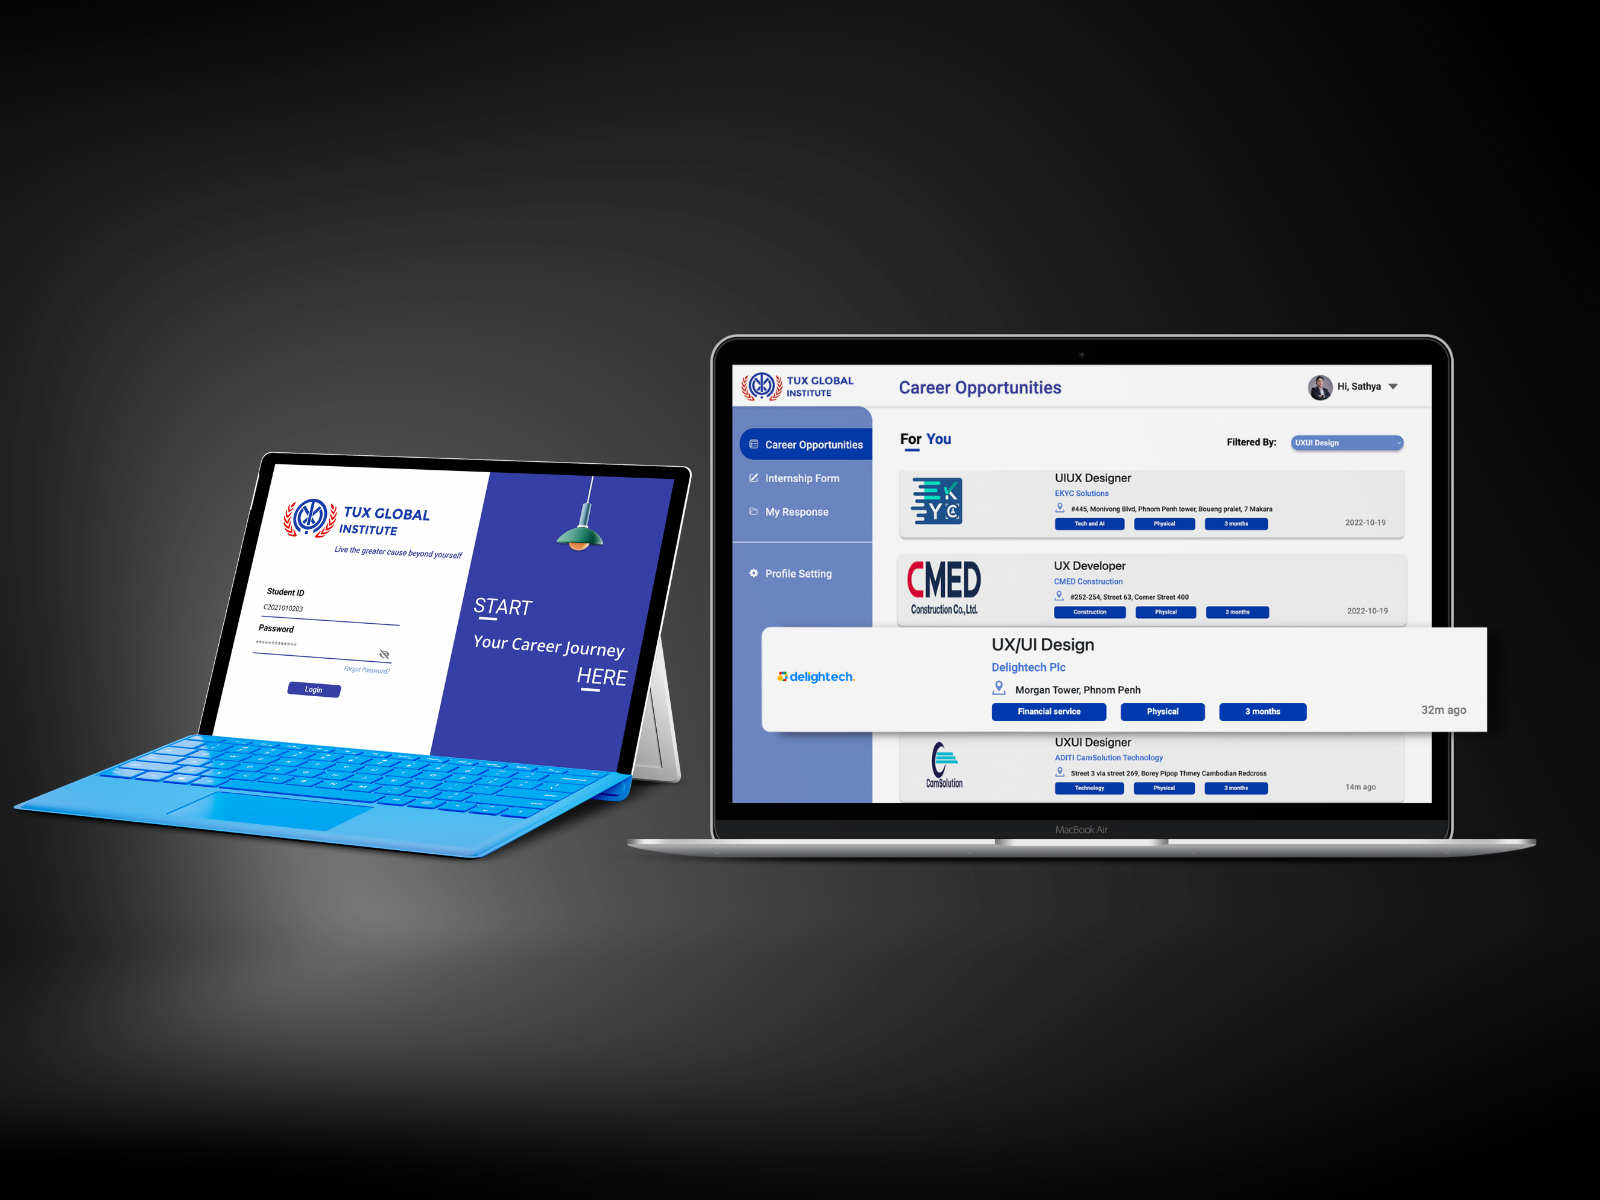 TUX GLOBAL
INSTITUTE
Live the greater cause beyond yourself
Student ID
C2021010203
Password
*************
Forgot Password?
Login
START
Your Career Journey
HERE
TUX GLOBAL
INSTITUTE
Career Opportunities
Hi, Sathya
Career Opportunities
Internship Form
My Response
Profile Setting
For You
Filtered By:
UXUI Design
EK
YC
UIUX Designer
EKYC Solutions
#445, Monivong Blvd, Phnom Penh tower, Boueng pralet, 7 Makara
Tech and AI
Physical
3 months
2022-10-19
CMED
Construction Co.,Ltd.
UX Developer
CMED Construction
#252-254, Street 63, Corner Street 400
Construction
Physical
3 months
2022-10-19
delightech.
UX/UI Design
Delightech Plc
Morgan Tower, Phnom Penh
Financial service
Physical
3 months
32m ago
CamSolution
UXUI Designer
ADITI CamSolution Technology
Street 3 via street 269, Borey Pipop Thmey Cambodian Redcross
Technology
Physical
3 months
14m ago
MacBook Air